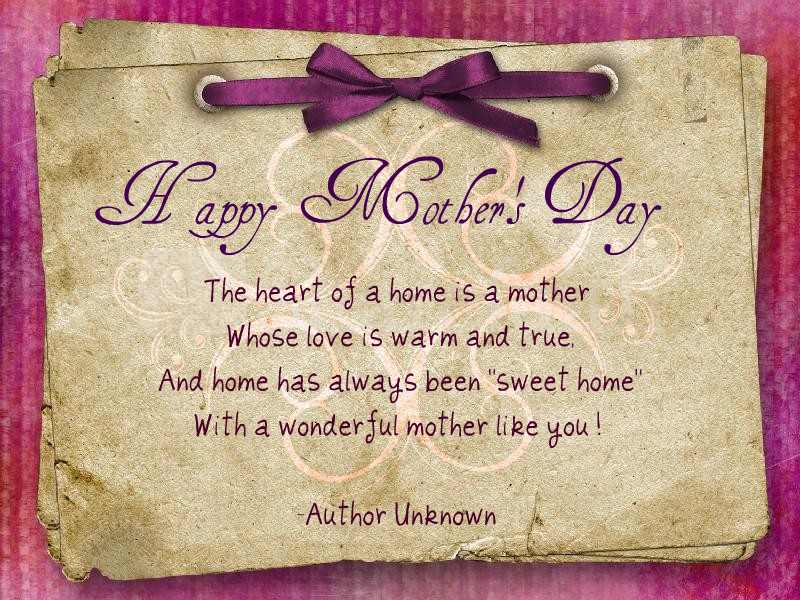 Happy Mother's Day
The heart of a home is a mother
Whose love is warm and true,
And home has always been "sweet home"
With a wonderful mother like you !
-Author Unknown